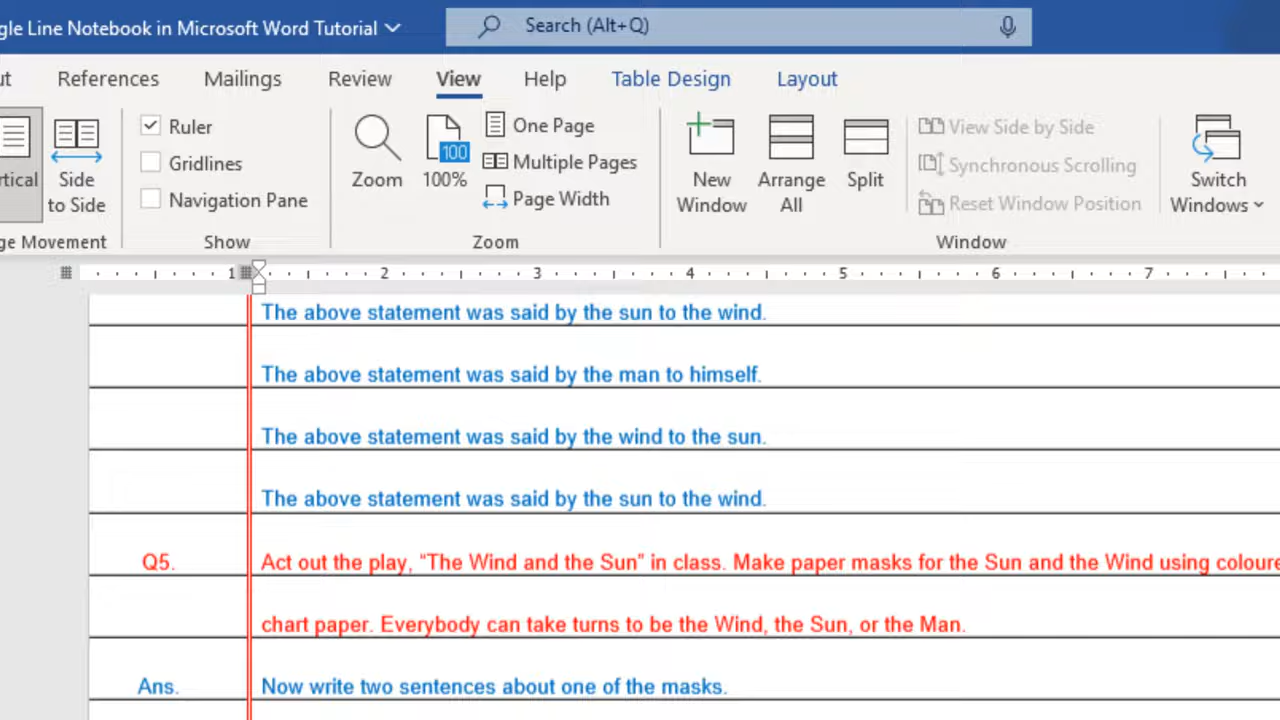 gle Line Notebook in Microsoft Word Tutorial
Search (Alt+Q)
References Mailings Review View Help Table Design Layout
Ruler
Gridlines
Navigation Pane
Show
Side
to Side
Zoom
100
100%
One Page
Multiple Pages
Page Width
Zoom
New
Window
Arrange
All
Split
View Side by Side
Synchronous Scrolling
Reset Window Position
Window
Switch
Windows
1 2 3 4 5 6 7
The above statement was said by the sun to the wind.
The above statement was said by the man to himself.
The above statement was said by the wind to the sun.
The above statement was said by the sun to the wind.
Q5. Act out the play, “The Wind and the Sun” in class. Make paper masks for the Sun and the Wind using coloure
chart paper. Everybody can take turns to be the Wind, the Sun, or the Man.
Ans. Now write two sentences about one of the masks.